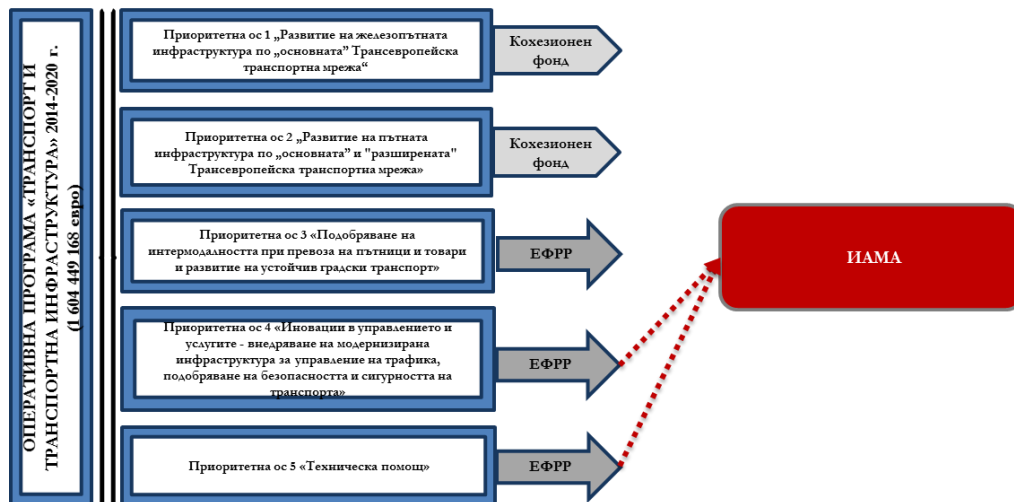 ОПЕРАТИВНА ПРОГРАМА «ТРАНСПОРТ И
ТРАНСПОРТНА ИНФРАСТРУКТУРА» 2014-2020 г.
(1 604 449 168 евро)
Приоритетна ос 1 „Развитие на железопътната
инфраструктура по „основната” Трансевропейска
транспортна мрежа“
Кохезионен
фонд
Приоритетна ос 2 „Развитие на пътната
инфраструктура по „основната” и "разширената"
Трансевропейска транспортна мрежа»
Кохезионен
фонд
Приоритетна ос 3 «Подобряване на
интермодалността при превоза на пътници и товари
и развитие на устойчив градски транспорт»
ЕФРР
Приоритетна ос 4 «Иновации в управлението и
услугите - внедряване на модернизирана
инфраструктура за управление на трафика,
подобряване на безопасността и сигурността на
транспорта»
ЕФРР
Приоритетна ос 5 «Техническа помощ»
ЕФРР
ИАМА